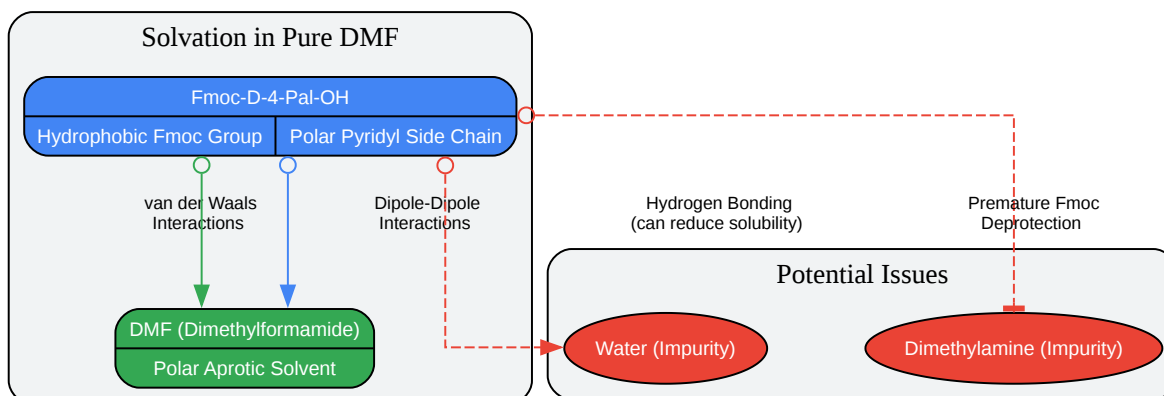 Solvation in Pure DMF
Fmoc-D-4-Pal-OH
Hydrophobic Fmoc Group
Polar Pyridyl Side Chain
van der Waals
Interactions
Dipole-Dipole
Interactions
Hydrogen Bonding
(can reduce solubility)
Premature Fmoc
Deprotection
Potential Issues
DMF (Dimethylformamide)
Polar Aprotic Solvent
Water (Impurity)
Dimethylamine (Impurity)